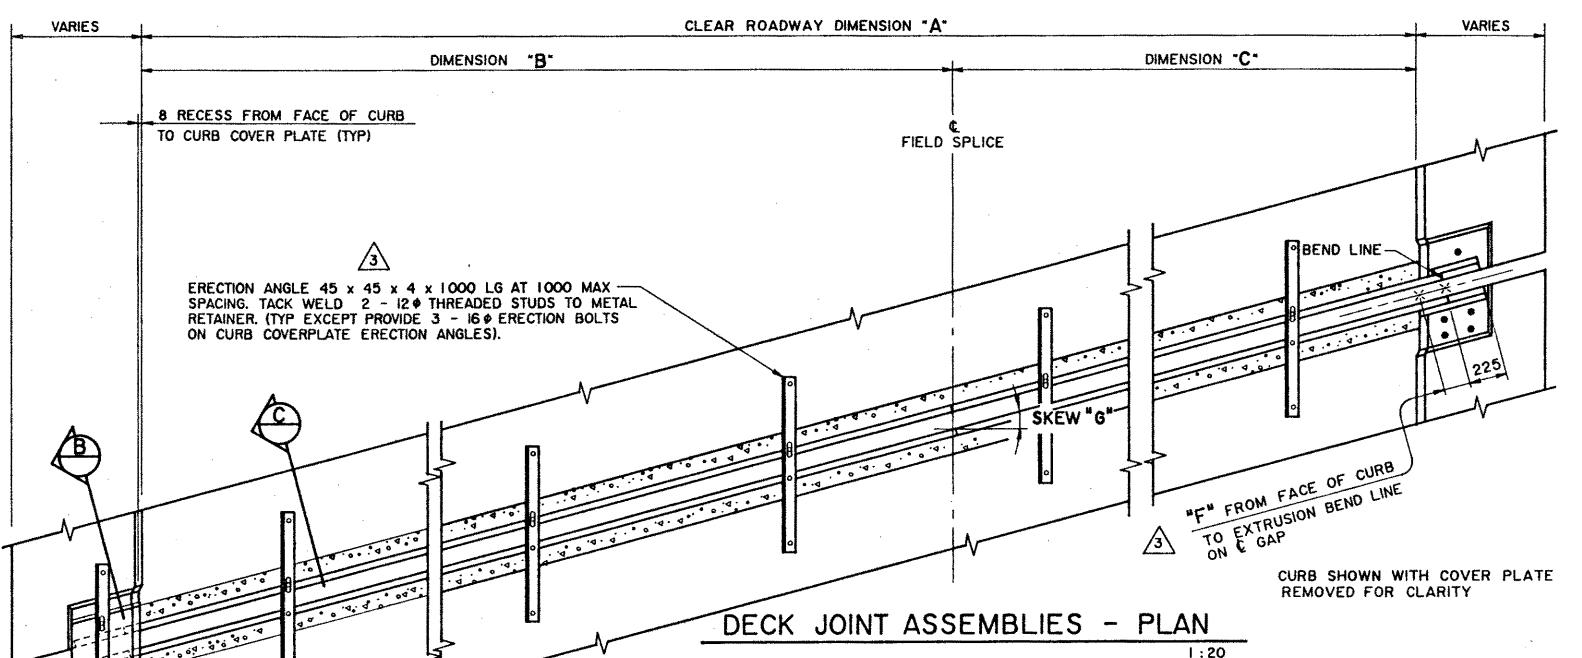 VARIES
CLEAR ROADWAY DIMENSION "A"
VARIES
DIMENSION "B"
DIMENSION "C"
8 RECESS FROM FACE OF CURB
TO CURB COVER PLATE (TYP)
℄
FIELD SPLICE
3
ERECTION ANGLE 45 x 45 x 4 x 1000 LG AT 1000 MAX
SPACING. TACK WELD 2 - 12φ THREADED STUDS TO METAL
RETAINER. (TYP EXCEPT PROVIDE 3 - 16φ ERECTION BOLTS
ON CURB COVERPLATE ERECTION ANGLES).
BEND LINE
225
C
B
SKEW "G"
3
"F" FROM FACE OF CURB
TO EXTRUSION BEND LINE
ON ℄ GAP
CURB SHOWN WITH COVER PLATE
REMOVED FOR CLARITY
DECK JOINT ASSEMBLIES - PLAN
1:20